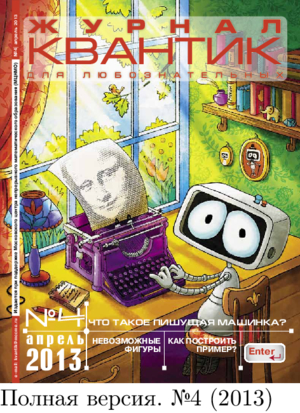 ЖУРНАЛ
КВАНТИК
ДЛЯ ЛЮБОЗНАТЕЛЬНЫХ
№4
апрель
2013
ЧТО ТАКОЕ ПИШУЩАЯ МАШИНКА?
НЕВОЗМОЖНЫЕ
ФИГУРЫ
КАК ПОСТРОИТЬ
ПРИМЕР?
Enter
Полная версия. №4 (2013)